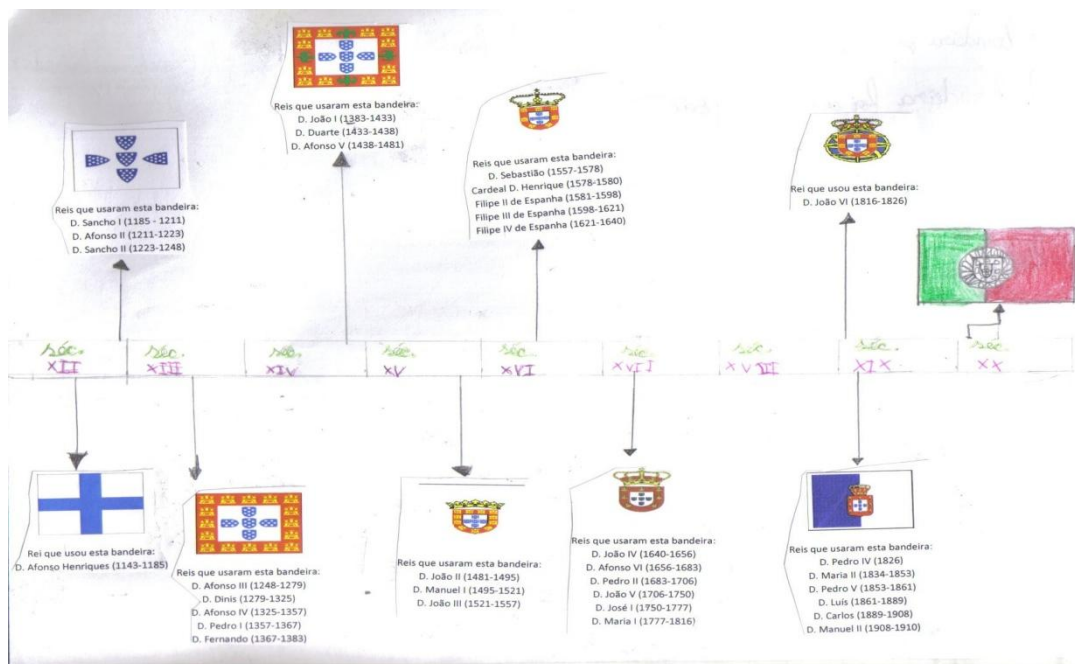 Reis que usaram esta bandeira:
D. João I (1383-1433)
D. Duarte (1433-1438)
D. Afonso V (1438-1481)
Reis que usaram esta bandeira:
D. Sebastião (1557-1578)
Cardeal D. Henrique (1578-1580)
Filipe II de Espanha (1581-1598)
Filipe III de Espanha (1598-1621)
Filipe IV de Espanha (1621-1640)
Rei que usou esta bandeira:
D. João VI (1816-1826)
Reis que usaram esta bandeira:
D. Sancho I (1185 - 1211)
D. Afonso II (1211-1223)
D. Sancho II (1223-1248)
séc. XII
séc. XIII
séc. XIV
séc. XV
séc. XVI
séc. XVII
séc. XVIII
séc. XIX
séc. XX
Rei que usou esta bandeira:
D. Afonso Henriques (1143-1185)
Reis que usaram esta bandeira:
D. Afonso III (1248-1279)
D. Dinis (1279-1325)
D. Afonso IV (1325-1357)
D. Pedro I (1357-1367)
D. Fernando (1367-1383)
Reis que usaram esta bandeira:
D. João II (1481-1495)
D. Manuel I (1495-1521)
D. João III (1521-1557)
Reis que usaram esta bandeira:
D. João IV (1640-1656)
D. Afonso VI (1656-1683)
D. Pedro II (1683-1706)
D. João V (1706-1750)
D. José I (1750-1777)
D. Maria I (1777-1816)
Reis que usaram esta bandeira:
D. Pedro IV (1826)
D. Maria II (1834-1853)
D. Pedro V (1853-1861)
D. Luís (1861-1889)
D. Carlos (1889-1908)
D. Manuel II (1908-1910)